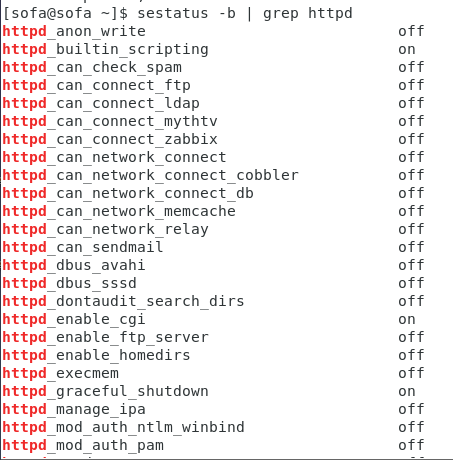 [sofa@sofa ~]$ sestatus -b | grep httpd
httpd_anon_write off
httpd_builtin_scripting on
httpd_can_check_spam off
httpd_can_connect_ftp off
httpd_can_connect_ldap off
httpd_can_connect_mythtv off
httpd_can_connect_zabbix off
httpd_can_network_connect off
httpd_can_network_connect_cobbler off
httpd_can_network_connect_db off
httpd_can_network_memcache off
httpd_can_network_relay off
httpd_can_sendmail off
httpd_dbus_avahi off
httpd_dbus_sssd off
httpd_dontaudit_search_dirs off
httpd_enable_cgi on
httpd_enable_ftp_server off
httpd_enable_homedirs off
httpd_execmem off
httpd_graceful_shutdown on
httpd_manage_ipa off
httpd_mod_auth_ntlm_winbind off
httpd_mod_auth_pam off